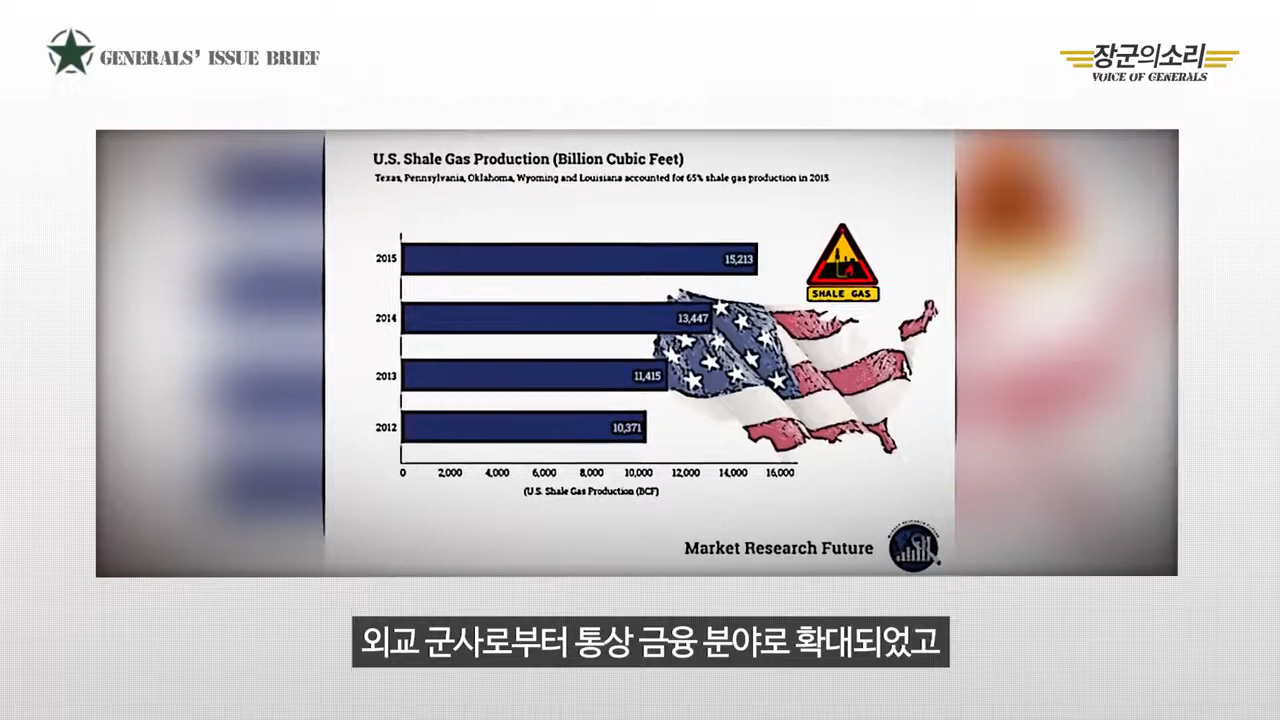 GENERALS' ISSUE BRIEF
장군의소리
VOICE OF GENERALS
U.S. Shale Gas Production (Billion Cubic Feet)
Texas, Pennsylvania, Oklahoma, Wyoming and Louisiana accounted for 65% shale gas production in 2015
2015
15,213
SHALE GAS
2014
13,447
2013
11,415
2012
10,371
0 2,000 4,000 6,000 8,000 10,000 12,000 14,000 16,000
(U.S. Shale Gas Production (BCF)
Market Research Future
외교 군사로부터 통상 금융 분야로 확대되었고